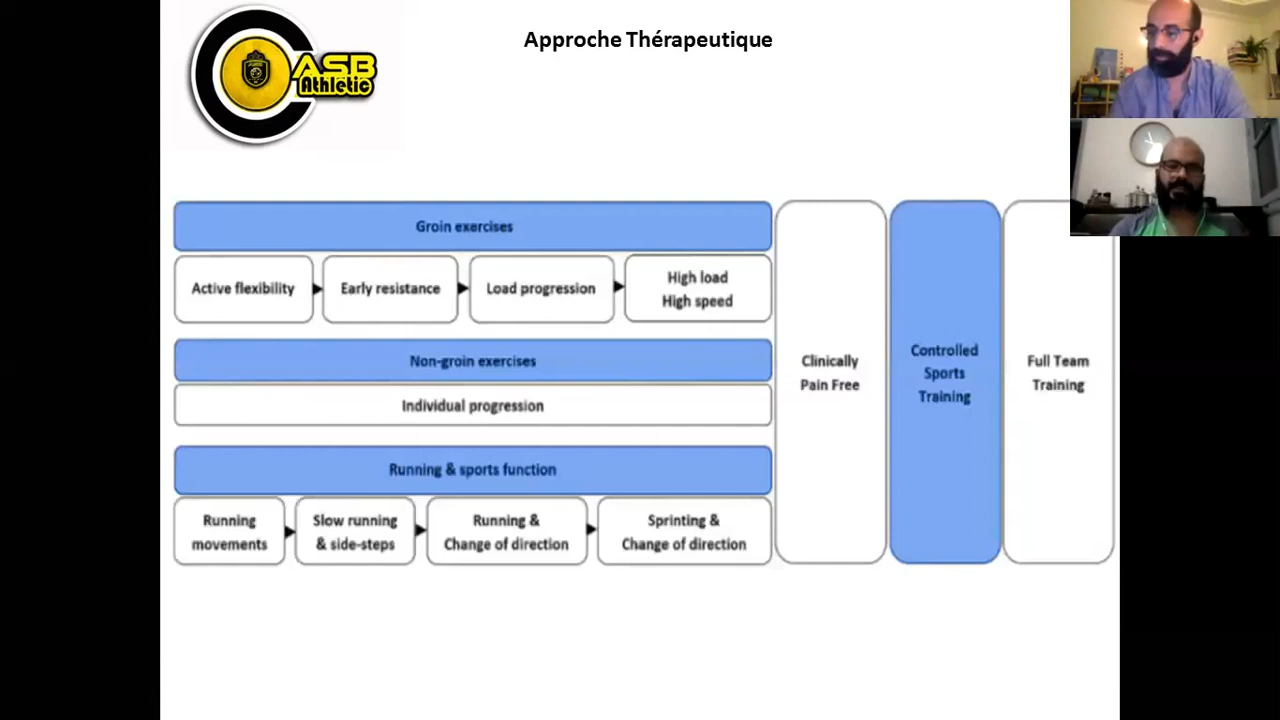 ASB
Athletic
Approche Thérapeutique
Groin exercises
Active flexibility
Early resistance
Load progression
High load
High speed
Non-groin exercises
Individual progression
Running & sports function
Running
movements
Slow running
& side-steps
Running &
Change of direction
Sprinting &
Change of direction
Clinically
Pain Free
Controlled
Sports
Training
Full Team
Training